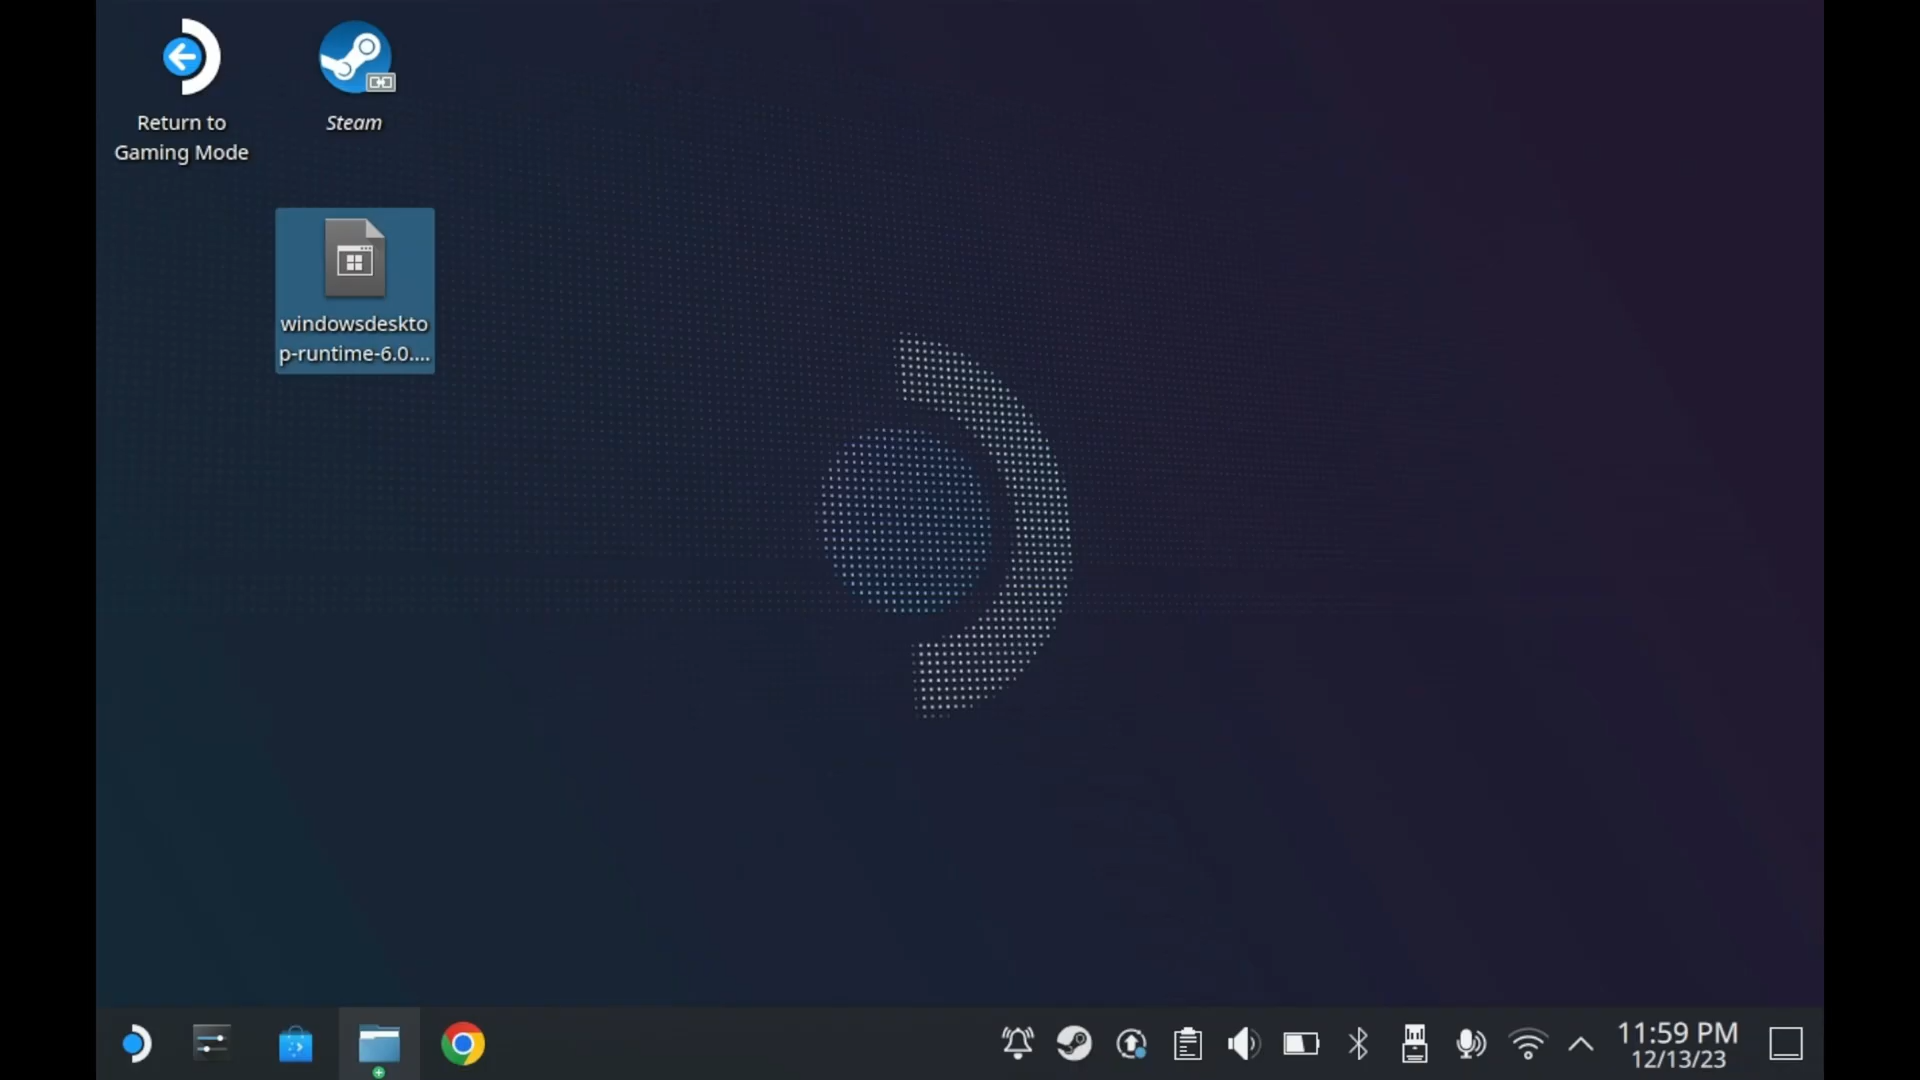 Return to
Gaming Mode
Steam
windowsdeskto
p-runtime-6.0....
11:59 PM
12/13/23